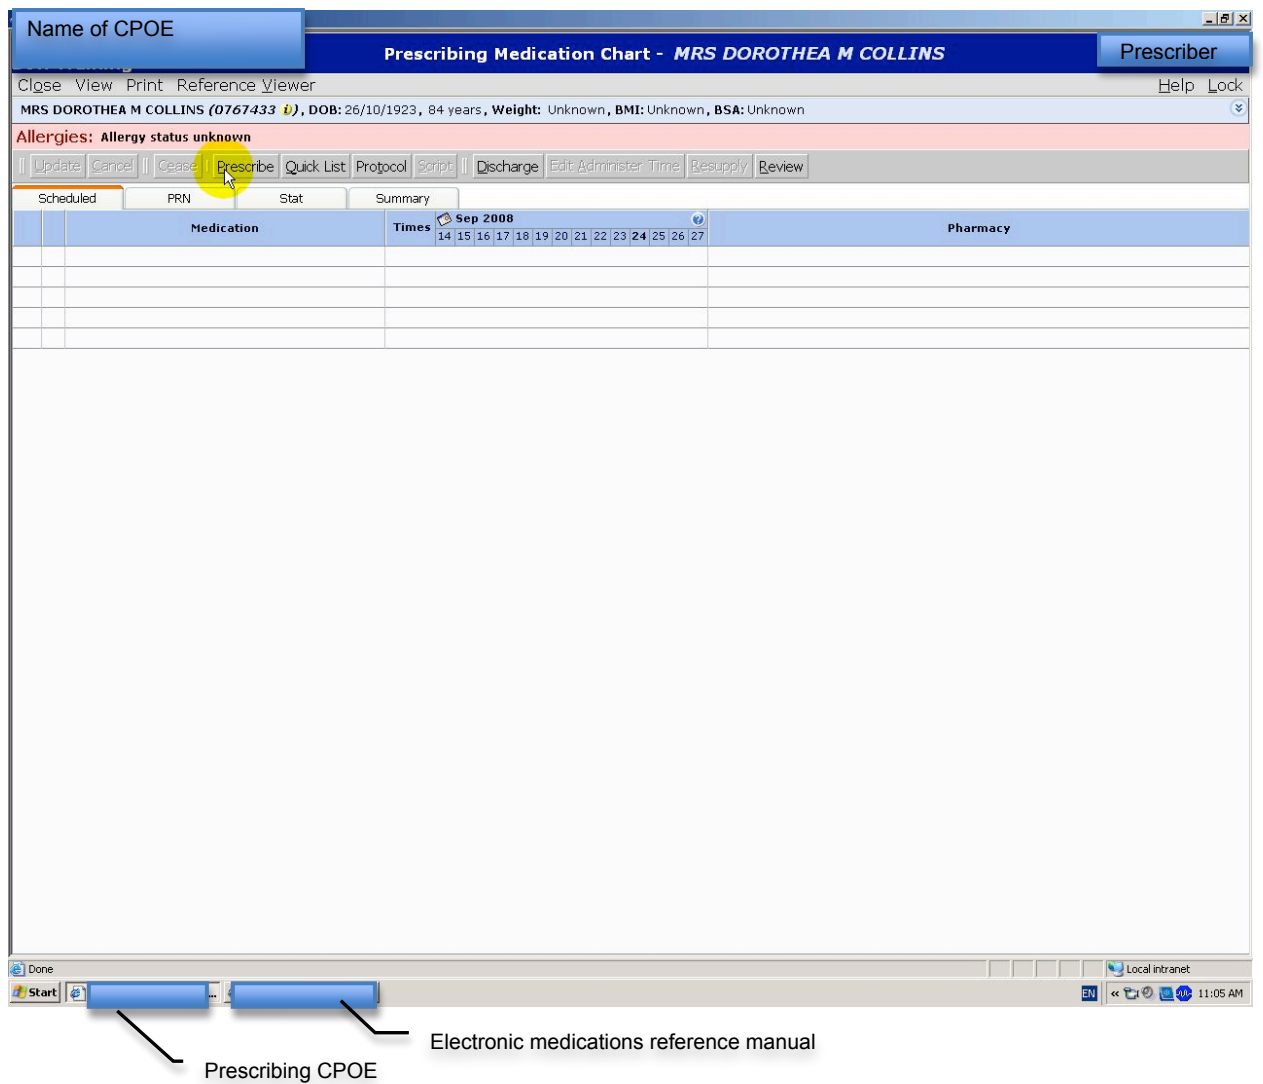 Name of CPOE
Prescribing Medication Chart - MRS DOROTHEA M COLLINS
Prescriber
Close View Print Reference Viewer Help Lock
MRS DOROTHEA M COLLINS (0767433 i), DOB: 26/10/1923, 84 years, Weight: Unknown, BMI: Unknown, BSA: Unknown
Allergies: Allergy status unknown
Update Cancel Cease Prescribe Quick List Protocol Script Discharge Edit Administer Time Resupply Review
Scheduled PRN Stat Summary
Medication Times Sep 2008 Pharmacy
14 15 16 17 18 19 20 21 22 23 24 25 26 27
Done Local intranet
Start ... EN « 11:05 AM
Electronic medications reference manual
Prescribing CPOE